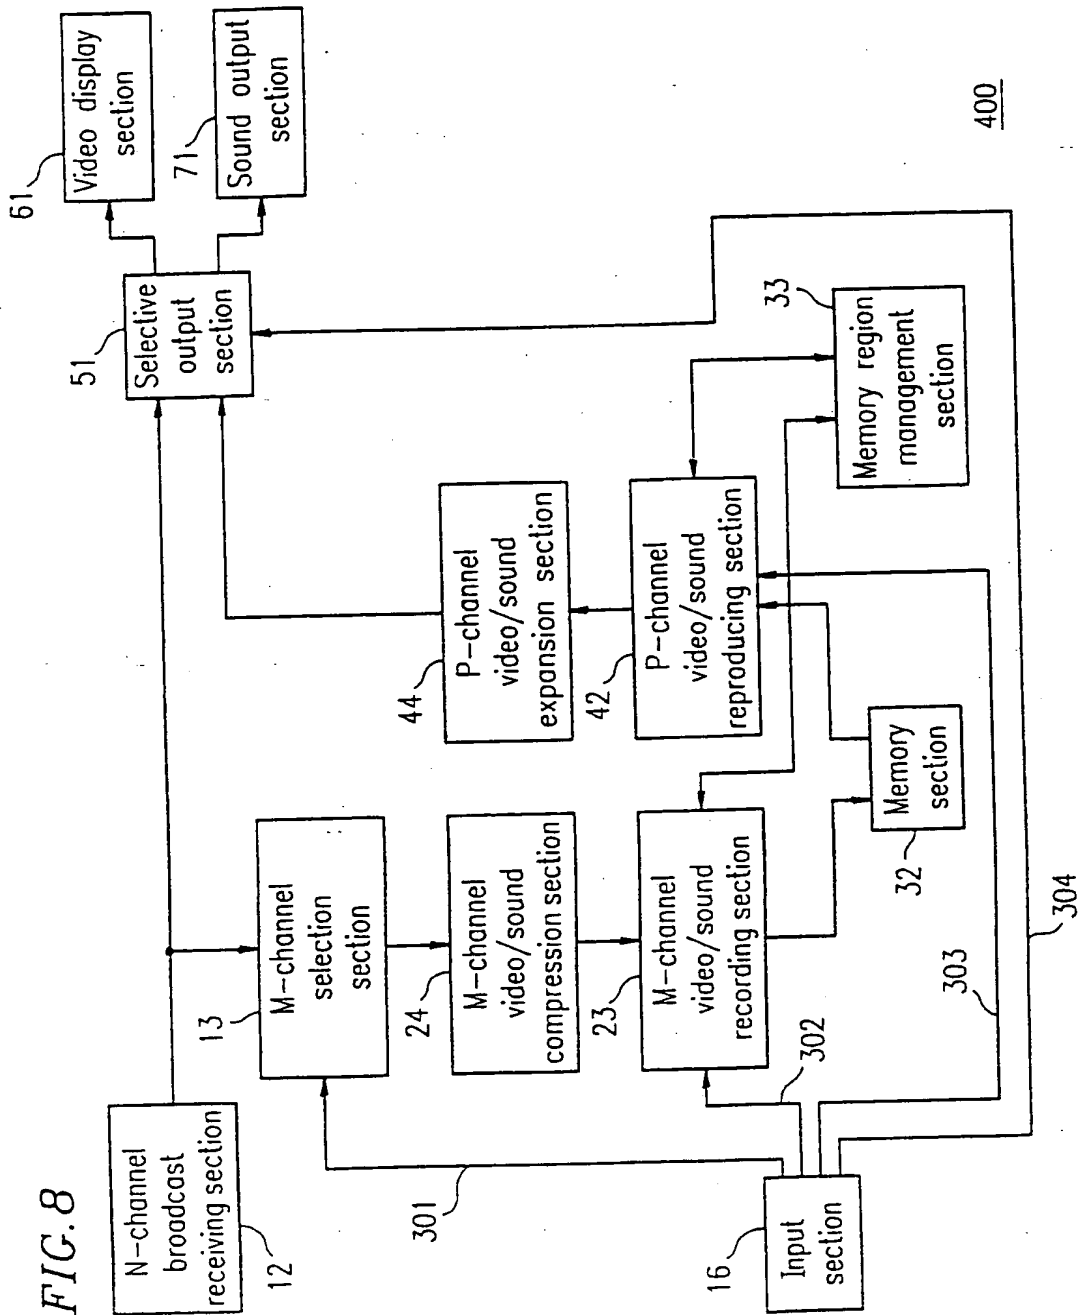 FIG.8
N-channel
broadcast
receiving section
12
13
M-channel
selection
section
24
M-channel
video/sound
compression section
23
M-channel
video/sound
recording section
16
Input
section
301
302
303
304
32
Memory
section
44
P-channel
video/sound
expansion section
42
P-channel
video/sound
reproducing section
33
Memory region
management
section
51
Selective
output
section
61
Video display
section
71
Sound output
section
400